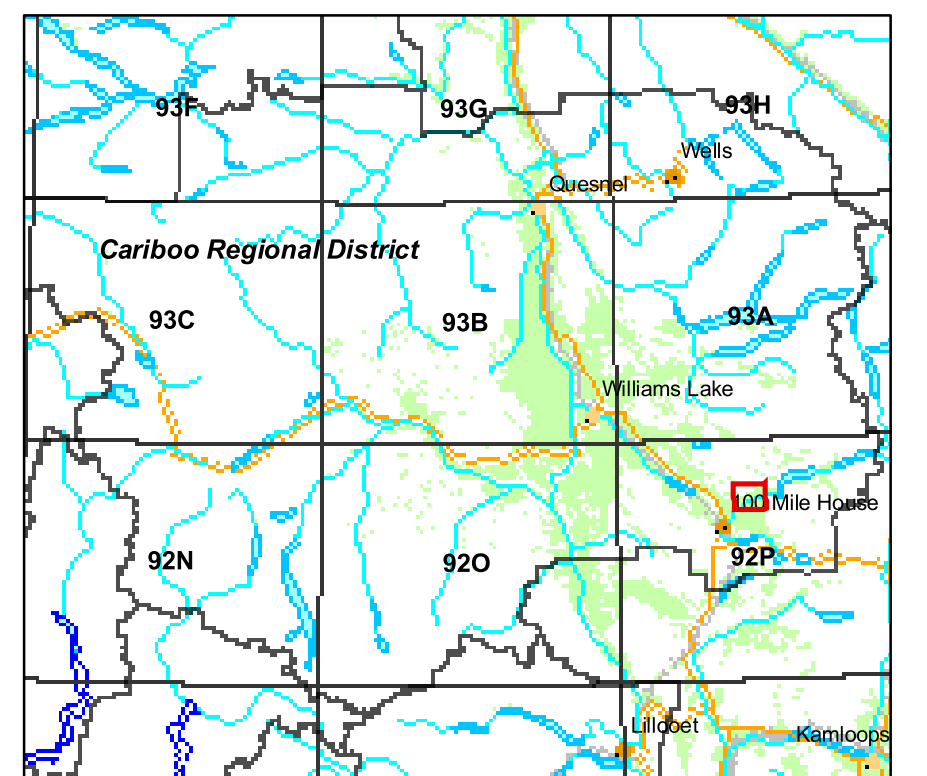 93F
93G
93H
Wells
Quesnel
Cariboo Regional District
93C
93B
93A
Williams Lake
100 Mile House
92N
92O
92P
Lillooet
Kamloops